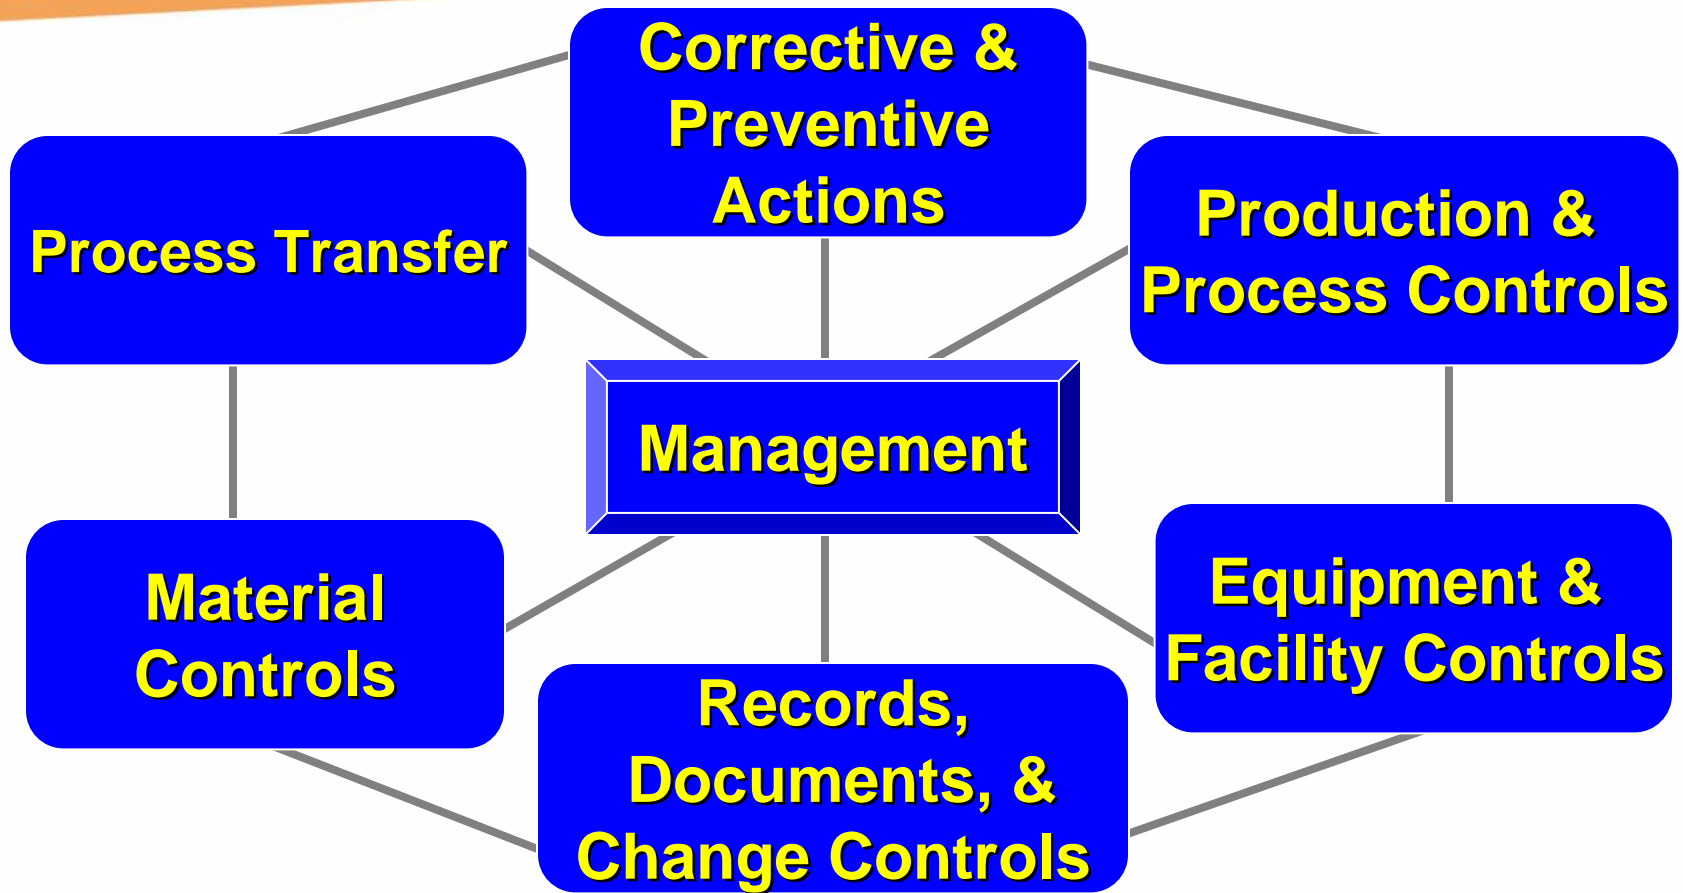 Corrective &
Preventive
Actions
Process Transfer
Production &
Process Controls
Management
Material
Controls
Equipment &
Facility Controls
Records,
Documents, &
Change Controls